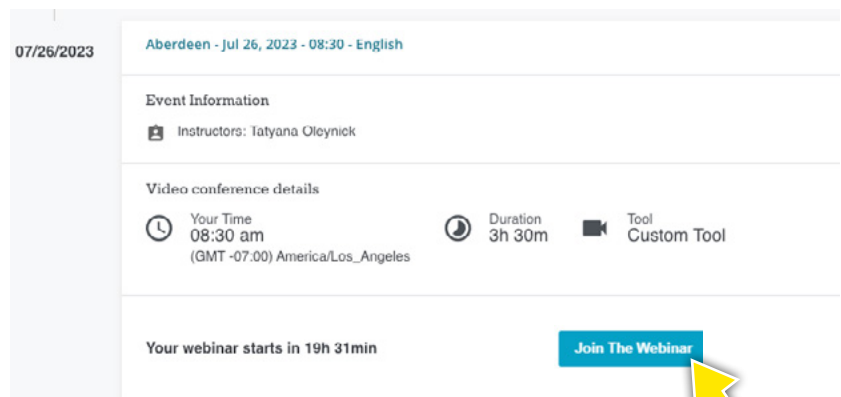 07/26/2023
Aberdeen - Jul 26, 2023 - 08:30 - English
Event Information
Instructors: Tatyana Oleynick
Video conference details
Your Time
08:30 am
(GMT -07:00) America/Los_Angeles
Duration
3h 30m
Tool
Custom Tool
Your webinar starts in 19h 31min
Join The Webinar